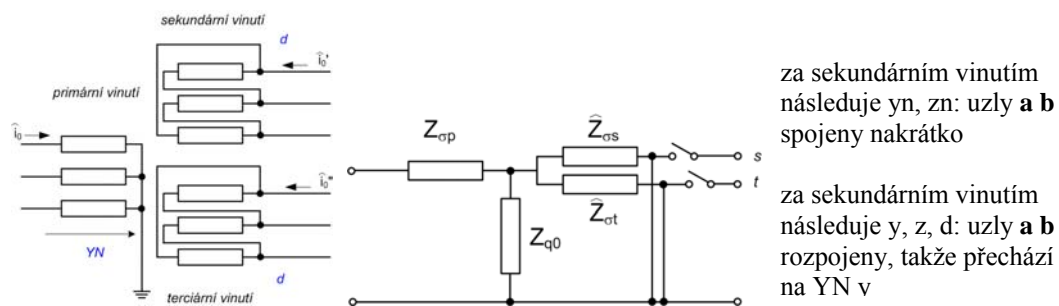 sekundární vinutí
d
î₀'
primární vinutí
î₀
YN
î₀"
d
terciární vinutí
Zσp
Ẑσs
Ẑσt
Zq0
s
t
za sekundárním vinutím
následuje yn, zn: uzly a b
spojeny nakrátko
za sekundárním vinutím
následuje y, z, d: uzly a b
rozpojeny, takže přechází
na YN y